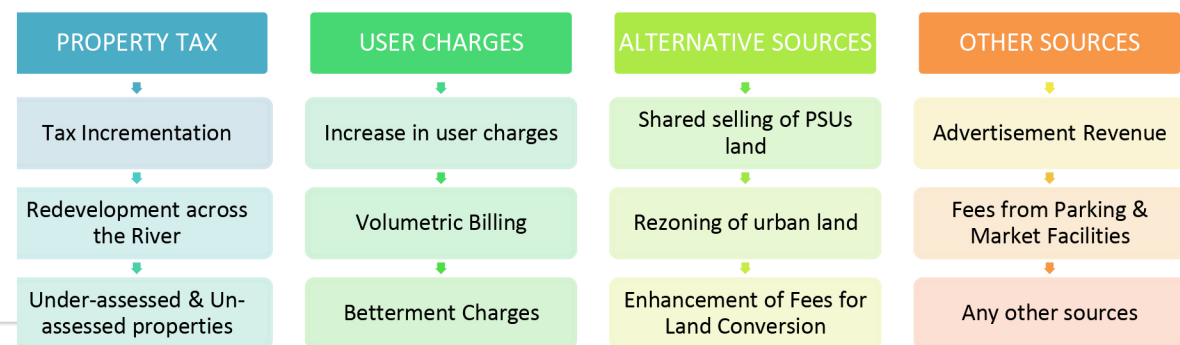 PROPERTY TAX
Tax Incrementation
Redevelopment across
the River
Under-assessed & Un-
assessed properties
USER CHARGES
Increase in user charges
Volumetric Billing
Betterment Charges
ALTERNATIVE SOURCES
Shared selling of PSUs
land
Rezoning of urban land
Enhancement of Fees for
Land Conversion
OTHER SOURCES
Advertisement Revenue
Fees from Parking &
Market Facilities
Any other sources